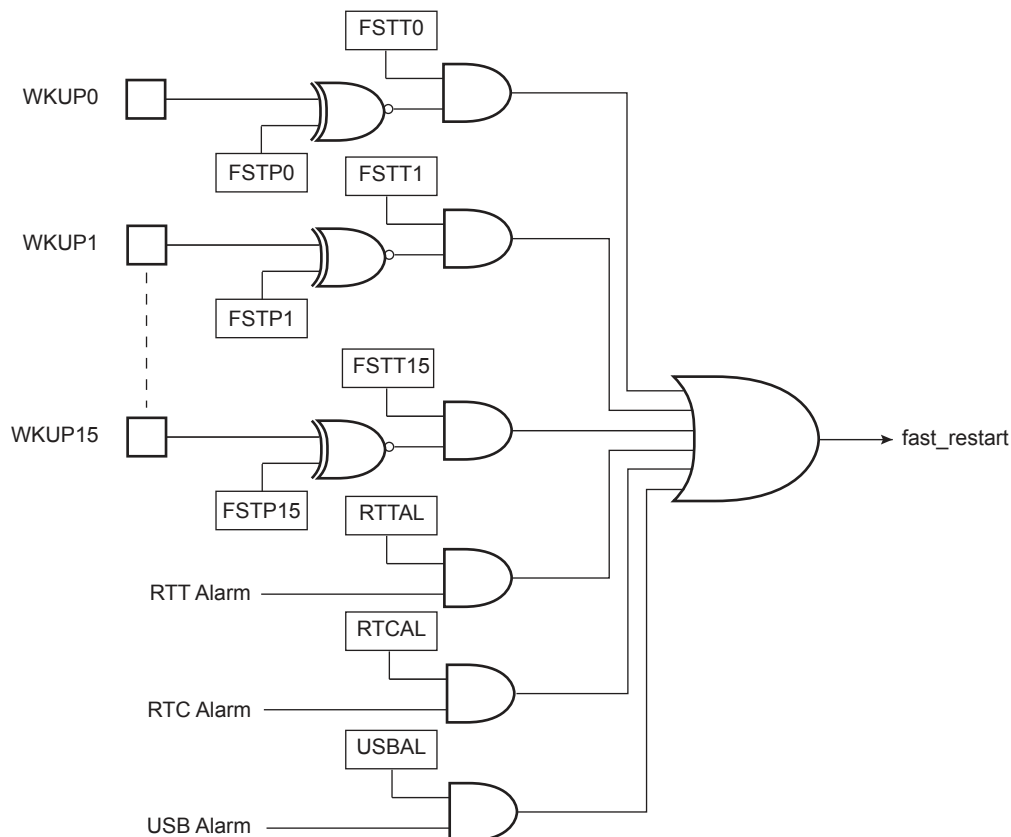 FSTT0
WKUP0
FSTP0
FSTT1
WKUP1
FSTP1
FSTT15
WKUP15
fast_restart
FSTP15
RTTAL
RTT Alarm
RTCAL
RTC Alarm
USBAL
USB Alarm